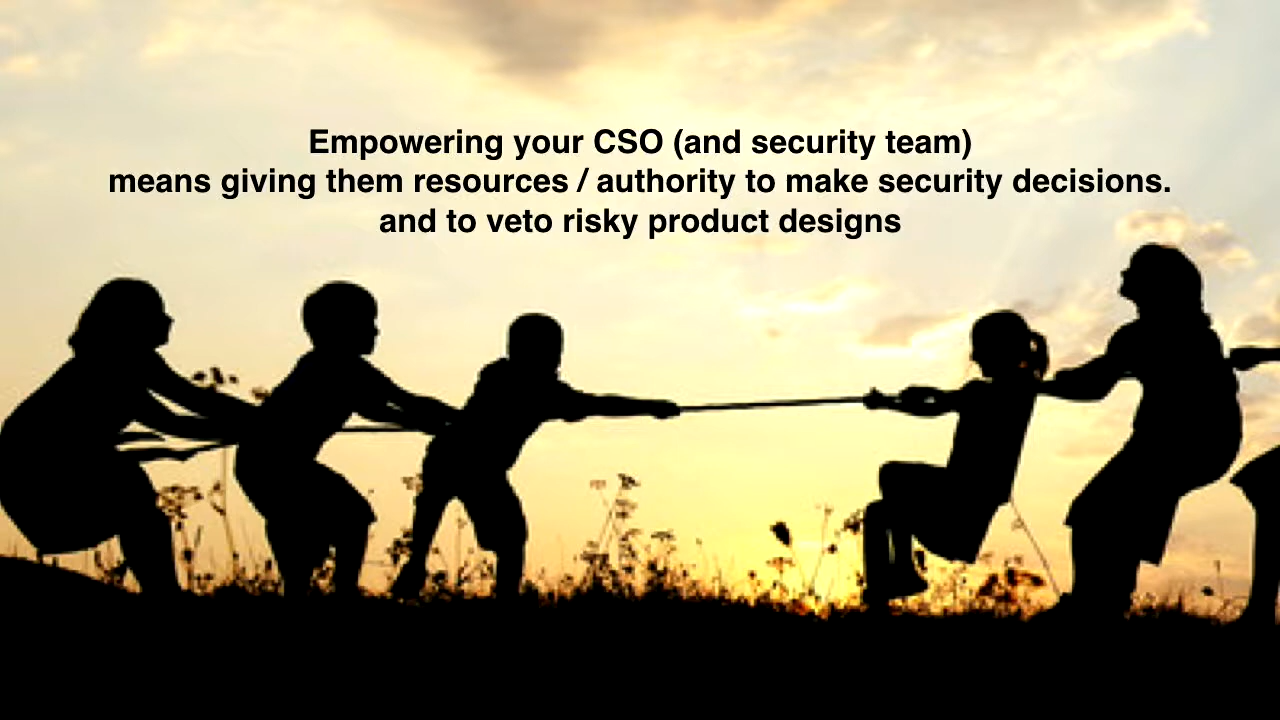 Empowering your CSO (and security team)
means giving them resources / authority to make security decisions.
and to veto risky product designs